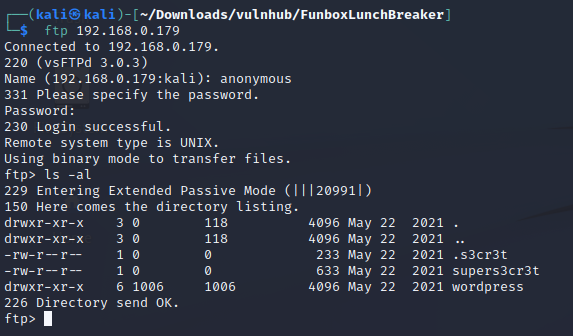 ┌──(kali㉿kali)-[~/Downloads/vulnhub/FunboxLunchBreaker]
└─$ ftp 192.168.0.179
Connected to 192.168.0.179.
220 (vsFTPd 3.0.3)
Name (192.168.0.179:kali): anonymous
331 Please specify the password.
Password:
230 Login successful.
Remote system type is UNIX.
Using binary mode to transfer files.
ftp> ls -al
229 Entering Extended Passive Mode (|||20991|)
150 Here comes the directory listing.
drwxr-xr-x    3 0        118          4096 May 22  2021 .
drwxr-xr-x    3 0        118          4096 May 22  2021 ..
-rw-r--r--    1 0        0             233 May 22  2021 .s3cr3t
-rw-r--r--    1 0        0             633 May 22  2021 supers3cr3t
drwxr-xr-x    6 1006     1006         4096 May 22  2021 wordpress
226 Directory send OK.
ftp>